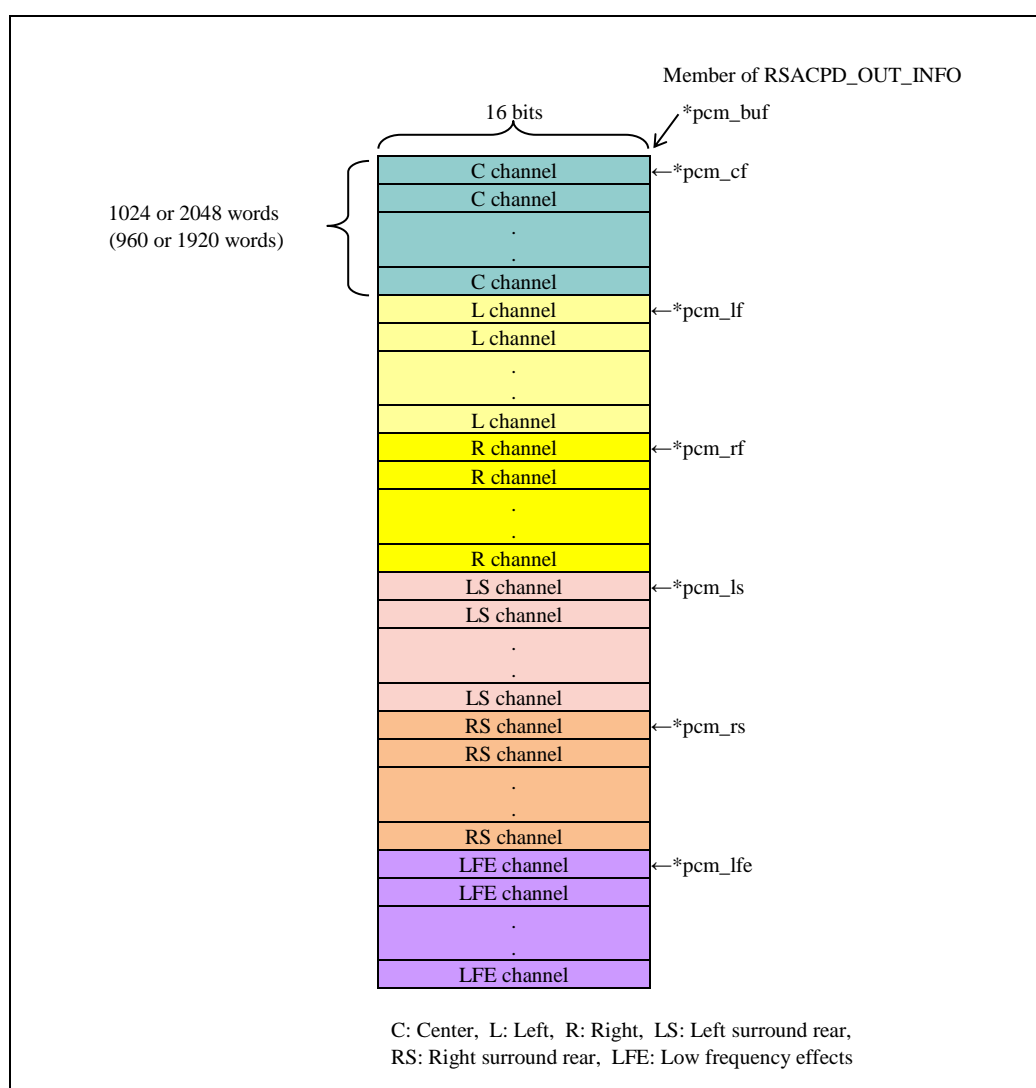 Member of RSACPD_OUT_INFO
16 bits
*pcm_buf
C channel
←*pcm_cf
C channel
1024 or 2048 words
(960 or 1920 words)
.
.
C channel
L channel
←*pcm_lf
L channel
.
.
L channel
R channel
←*pcm_rf
R channel
.
.
R channel
LS channel
←*pcm_ls
LS channel
.
.
LS channel
RS channel
←*pcm_rs
RS channel
.
.
RS channel
LFE channel
←*pcm_lfe
LFE channel
.
.
LFE channel
C: Center, L: Left, R: Right, LS: Left surround rear,
RS: Right surround rear, LFE: Low frequency effects